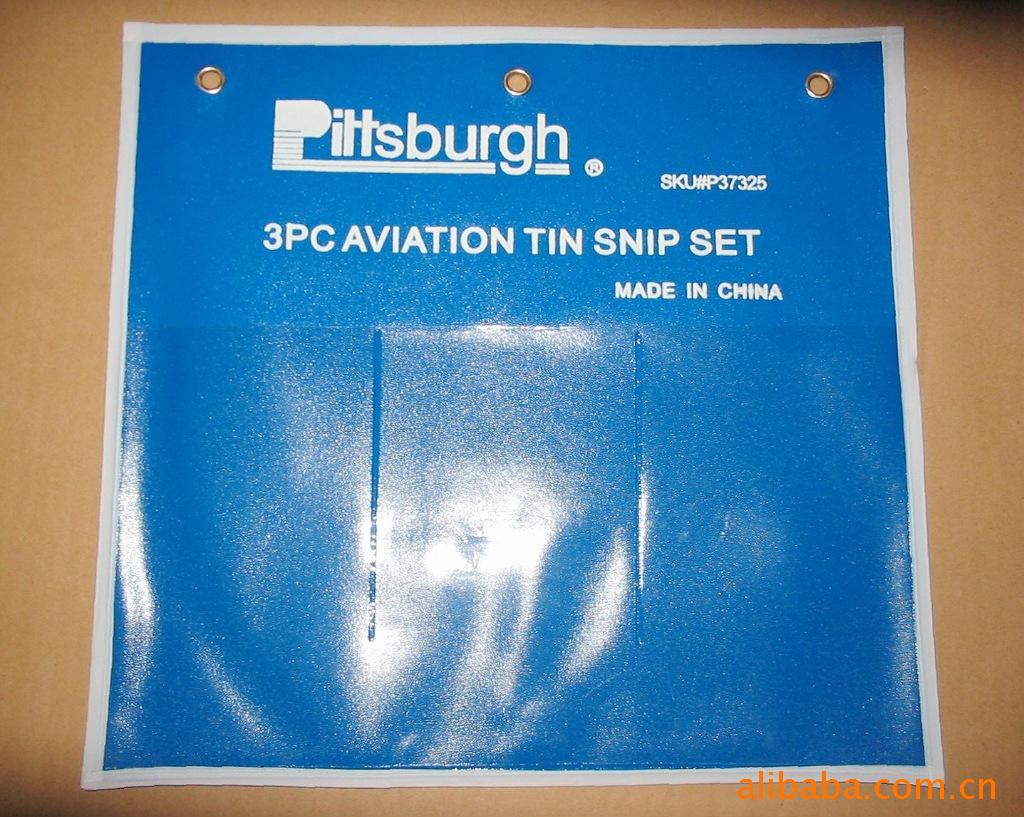 Pittsburgh ®
SKU#P37325
3PC AVIATION TIN SNIP SET
MADE IN CHINA
alibaba.com.cn